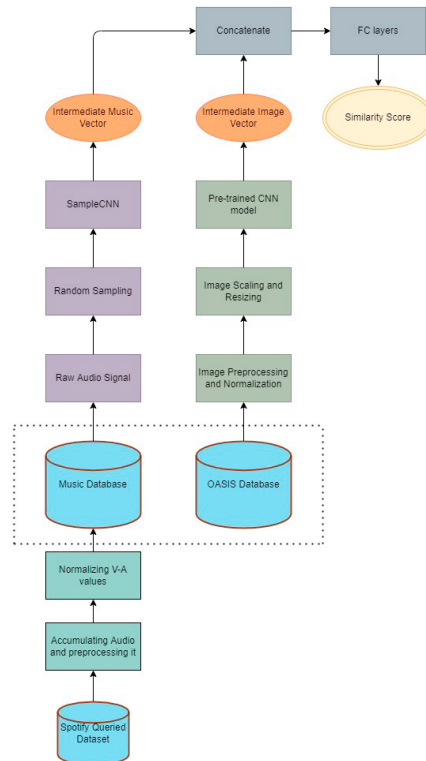 Concatenate
FC layers
Intermediate Music
Vector
Intermediate Image
Vector
Similarity Score
SampleCNN
Pre-trained CNN
model
Random Sampling
Image Scaling and
Resizing
Raw Audio Signal
Image Preprocessing
and Normalization
Music Database
OASIS Database
Normalizing V-A
values
Accumulating Audio
and preprocessing it
Spotify Queried
Dataset